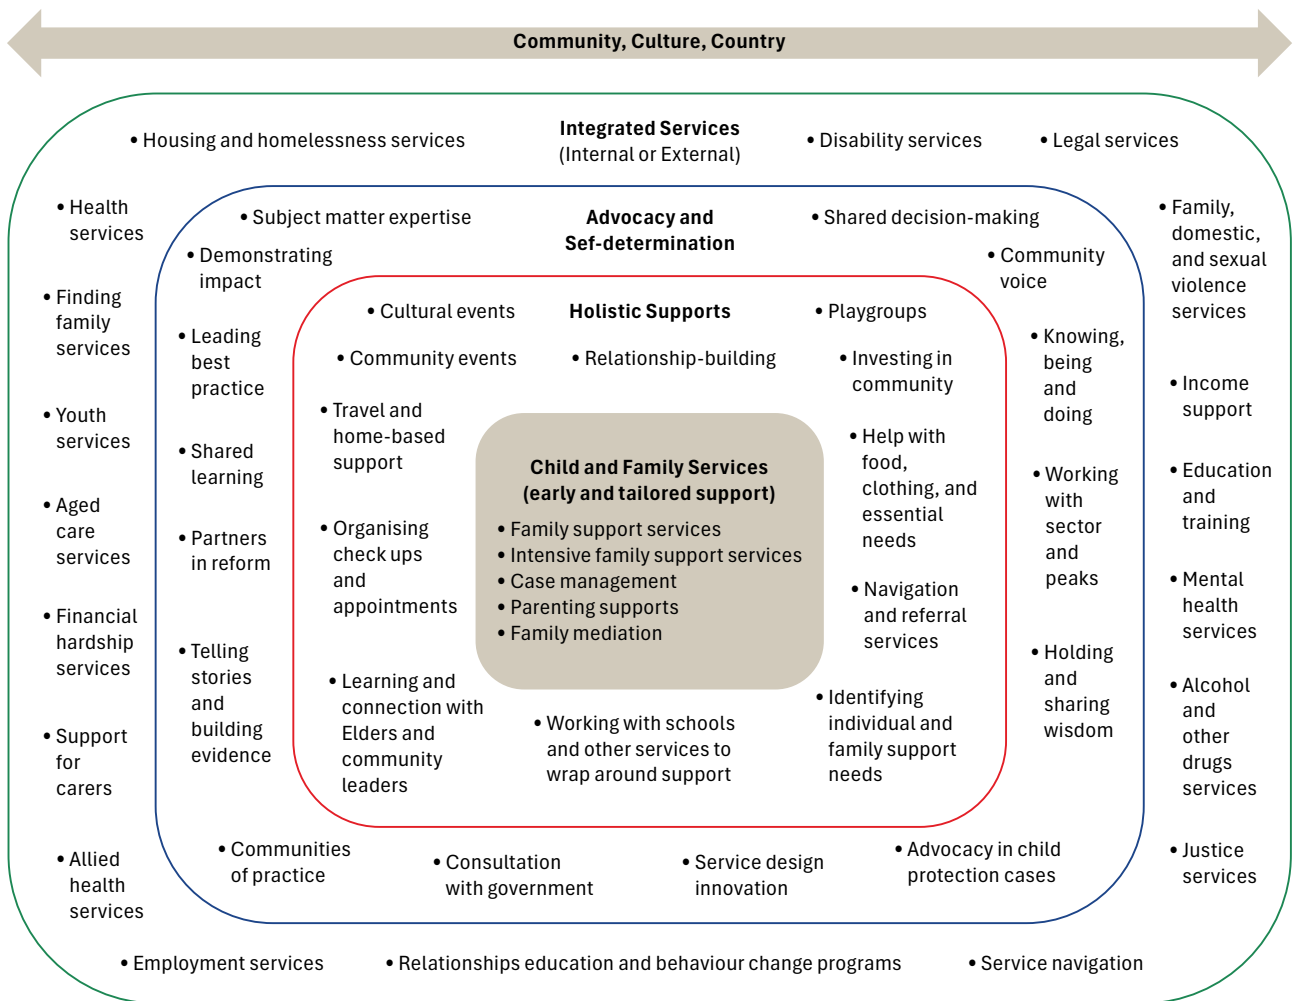 Community, Culture, Country
Integrated Services
(Internal or External)
• Housing and homelessness services
• Disability services
• Legal services
• Health
services
• Finding
family
services
• Youth
services
• Aged
care
services
• Financial
hardship
services
• Support
for
carers
• Allied
health
services
• Family,
domestic,
and sexual
violence
services
• Income
support
• Education
and
training
• Mental
health
services
• Alcohol
and
other
drugs
services
• Justice
services
• Employment services
• Relationships education and behaviour change programs
• Service navigation
Advocacy and
Sef-determination
• Subject matter expertise
• Shared decision-making
• Demonstrating
impact
• Leading
best
practice
• Shared
learning
• Partners
in reform
• Telling
stories
and
building
evidence
• Community
voice
• Knowing,
being
and
doing
• Working
with
sector
and
peaks
• Holding
and
sharing
wisdom
• Communities
of practice
• Consultation
with government
• Service design
innovation
• Advocacy in child
protection cases
Holistic Supports
• Cultural events
• Playgroups
• Community events
• Relationship-building
• Investing in
community
• Travel and
home-based
support
• Organising
check ups
and
appointments
• Learning and
connection with
Elders and
community
leaders
• Help with
food,
clothing, and
essential
needs
• Navigation
and referral
services
• Identifying
individual and
family support
needs
• Working with schools
and other services to
wrap around support
Child and Family Services
(early and tailored support)
• Family support services
• Intensive family support services
• Case management
• Parenting supports
• Family mediation